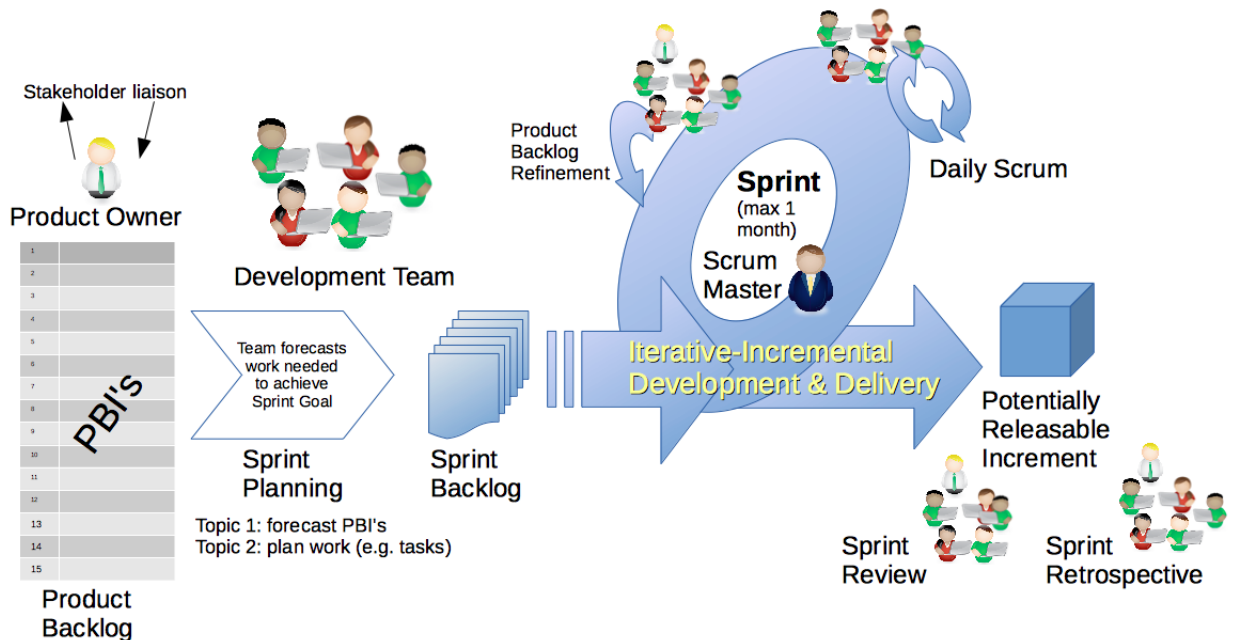 Stakeholder liaison
Product Owner
1
2
3
4
5
6
7
8
9
10
11
12
13
14
15
PBI's
Product
Backlog
Development Team
Team forecasts
work needed
to achieve
Sprint Goal
Sprint
Planning
Topic 1: forecast PBI's
Topic 2: plan work (e.g. tasks)
Sprint
Backlog
Product
Backlog
Refinement
Sprint
(max 1
month)
Scrum
Master
Daily Scrum
Iterative-Incremental
Development & Delivery
Potentially
Releasable
Increment
Sprint
Review
Sprint
Retrospective